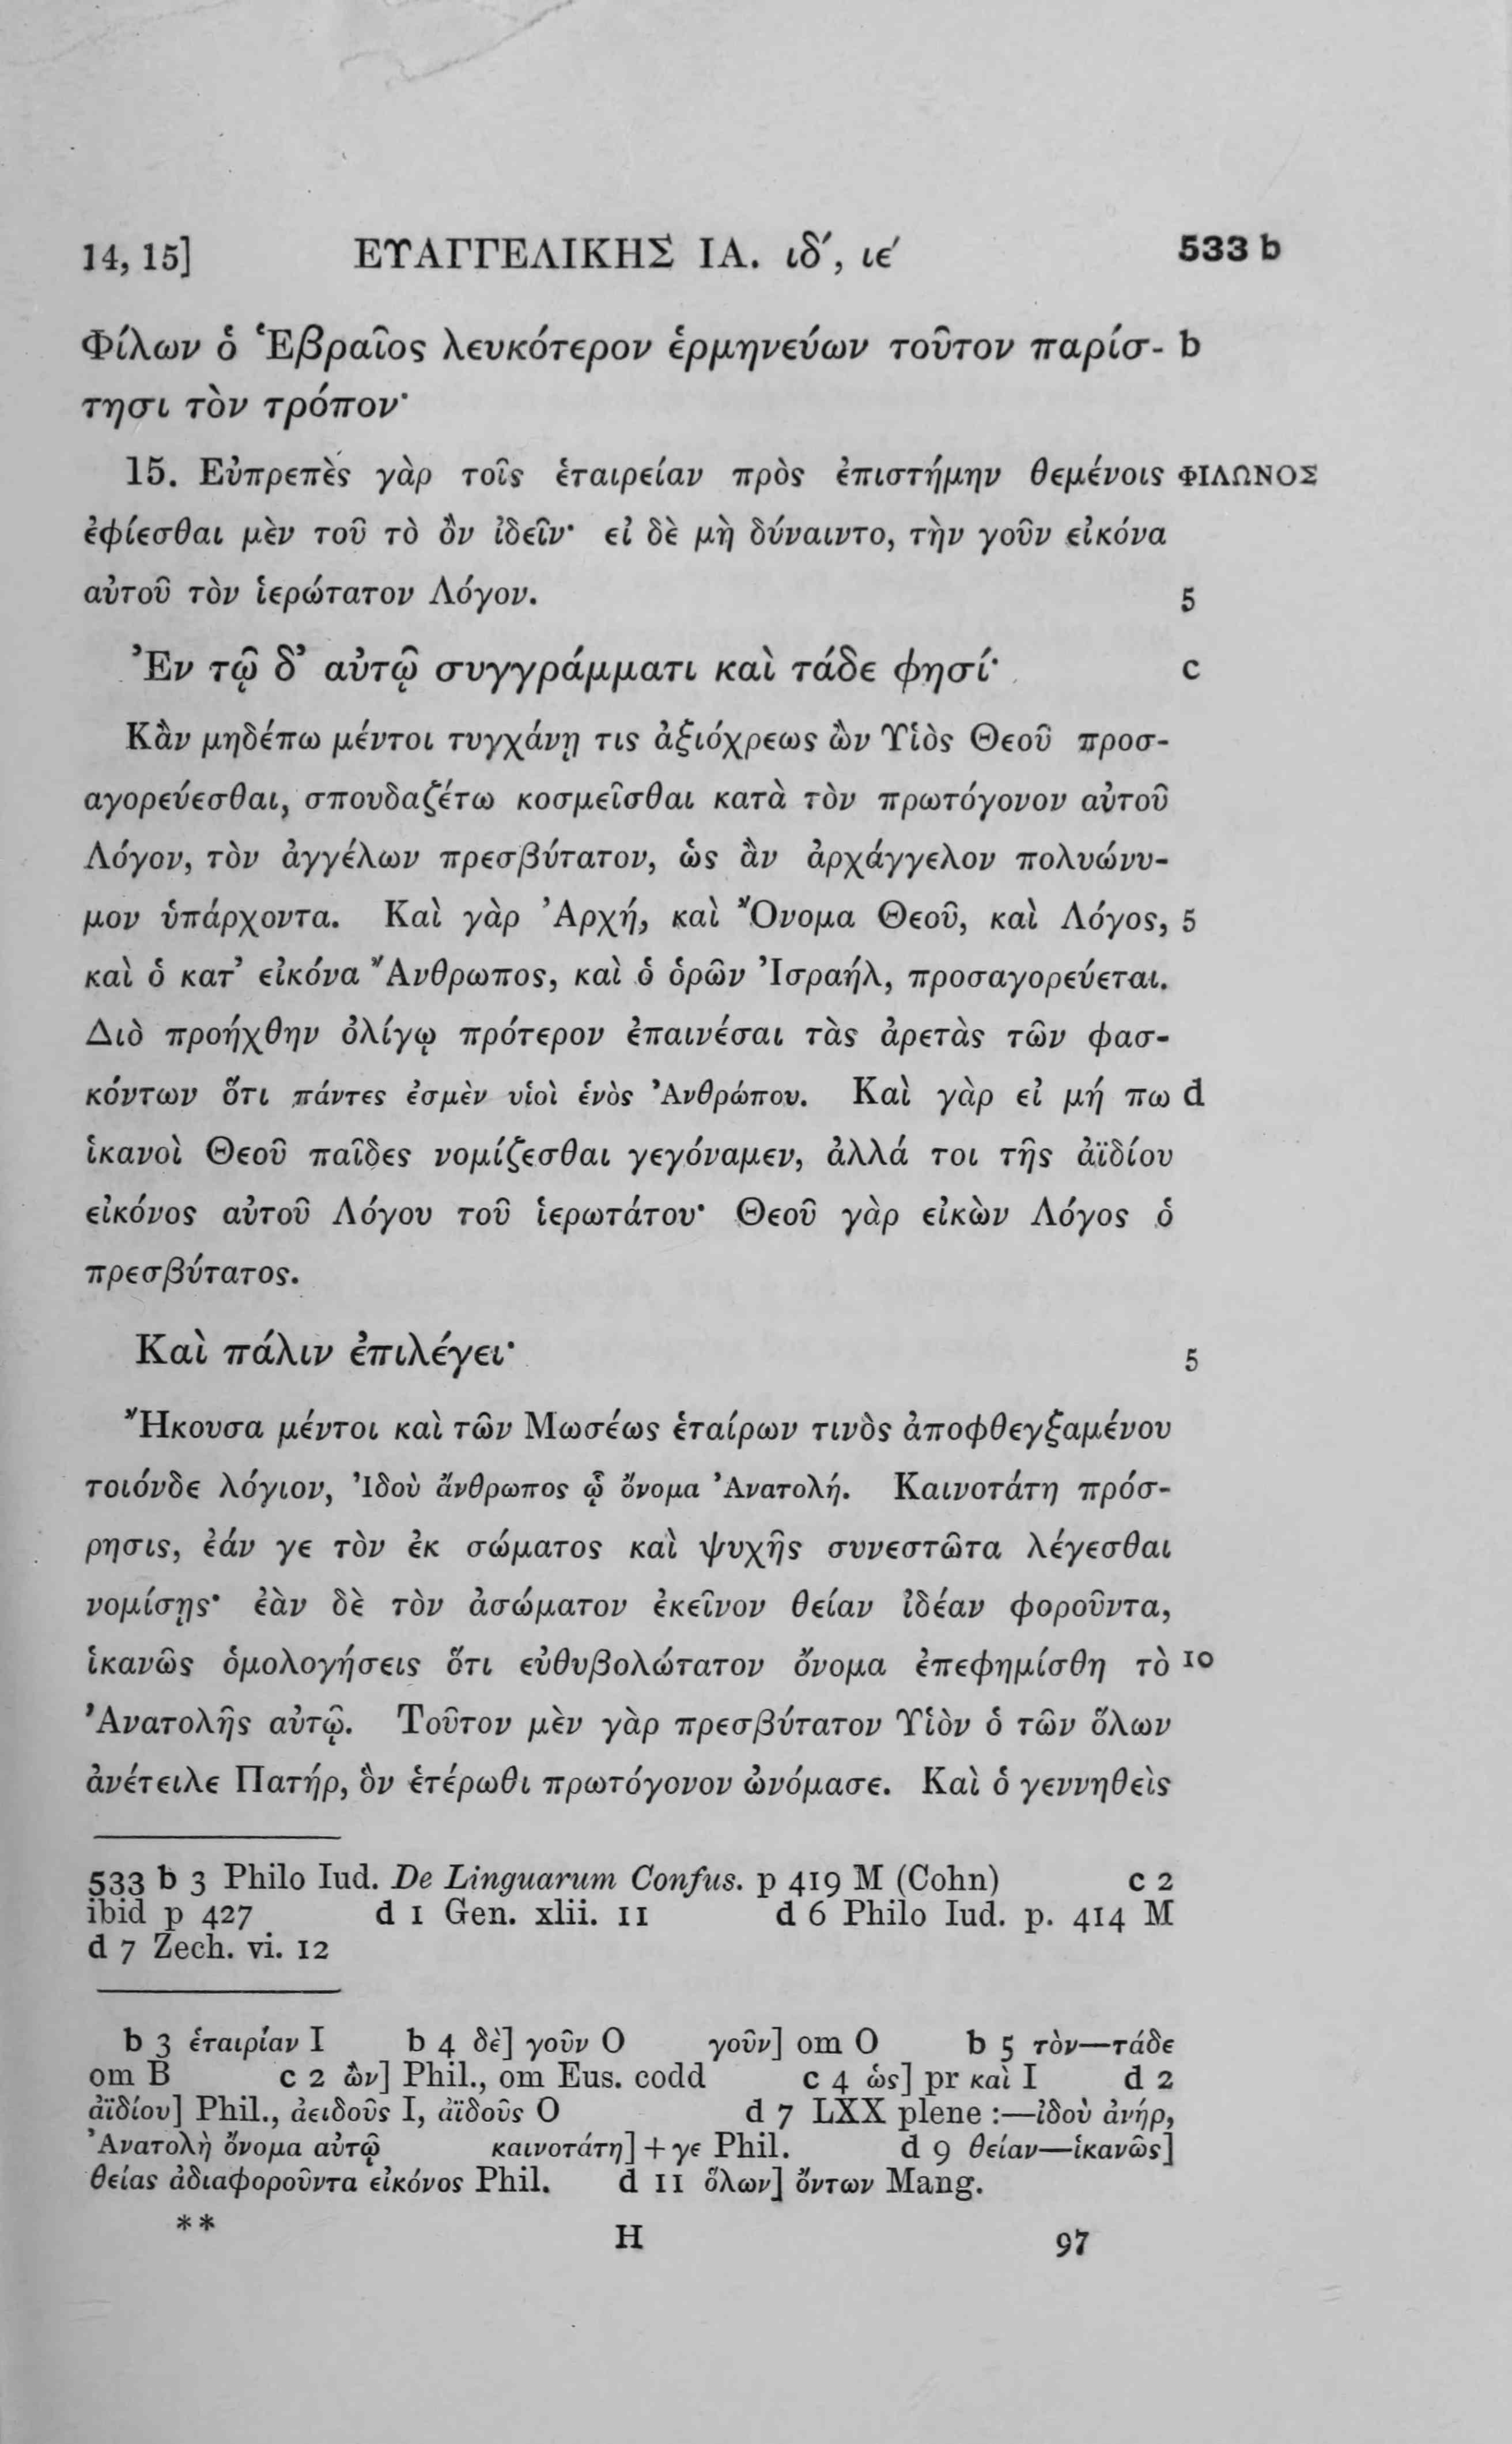 14, 15] ΕΥΑΓΓΕΛΙΚΗΣ ΙΑ. ιδ′, ιε′ 533 b
Φίλων ὁ Ἑβραῖος λευκότερον ἑρμηνεύων τοῦτον παρίσ- b
τησι τὸν τρόπον·
15. Εὐπρεπὲς γὰρ τοῖς ἑταιρείαν πρὸς ἐπιστήμην θεμένοις ΦΙΛΩΝΟΣ
ἐφίεσθαι μὲν τοῦ τὸ ὂν ἰδεῖν· εἰ δὲ μὴ δύναιντο, τὴν γοῦν εἰκόνα
αὐτοῦ τὸν ἱερώτατον Λόγον. 5
Ἐν τῷ δ’ αὐτῷ συγγράμματι καὶ τάδε φησί· c
Κἂν μηδέπω μέντοι τυγχάνῃ τις ἀξιόχρεως ὢν Υἱὸς Θεοῦ προσ-
αγορεύεσθαι, σπουδαζέτω κοσμεῖσθαι κατὰ τὸν πρωτόγονον αὐτοῦ
Λόγον, τὸν ἀγγέλων πρεσβύτατον, ὡς ἂν ἀρχάγγελον πολυώνυ-
μον ὑπάρχοντα. Καὶ γὰρ Ἀρχή, καὶ Ὄνομα Θεοῦ, καὶ Λόγος, 5
καὶ ὁ κατ’ εἰκόνα Ἄνθρωπος, καὶ ὁ ὁρῶν Ἰσραήλ, προσαγορεύεται.
Διὸ προήχθην ὀλίγῳ πρότερον ἐπαινέσαι τὰς ἀρετὰς τῶν φασ-
κόντων ὅτι πάντες ἐσμὲν υἱοὶ ἑνὸς Ἀνθρώπου. Καὶ γὰρ εἰ μή πω d
ἱκανοὶ Θεοῦ παῖδες νομίζεσθαι γεγόναμεν, ἀλλά τοι τῆς ἀϊδίου
εἰκόνος αὐτοῦ Λόγου τοῦ ἱερωτάτου· Θεοῦ γὰρ εἰκὼν Λόγος ὁ
πρεσβύτατος.
Καὶ πάλιν ἐπιλέγει· 5
Ἤκουσα μέντοι καὶ τῶν Μωσέως ἑταίρων τινὸς ἀποφθεγξαμένου
τοιόνδε λόγιον, Ἰδοὺ ἄνθρωπος ᾧ ὄνομα Ἀνατολή. Καινοτάτη πρόσ-
ρησις, ἐάν γε τὸν ἐκ σώματος καὶ ψυχῆς συνεστῶτα λέγεσθαι
νομίσῃς· ἐὰν δὲ τὸν ἀσώματον ἐκεῖνον θείαν ἰδέαν φοροῦντα,
ἱκανῶς ὁμολογήσεις ὅτι εὐθυβολώτατον ὄνομα ἐπεφημίσθη τὸ 10
Ἀνατολῆς αὐτῷ. Τοῦτον μὲν γὰρ πρεσβύτατον Υἱὸν ὁ τῶν ὅλων
ἀνέτειλε Πατήρ, ὃν ἑτέρωθι πρωτόγονον ὠνόμασε. Καὶ ὁ γεννηθεὶς
533 b 3 Philo Iud. De Linguarum Confus. p 419 M (Cohn) c 2
ibid p 427 d 1 Gen. xlii. 11 d 6 Philo Iud. p. 414 M
d 7 Zech. vi. 12
b 3 ἑταιρίαν I b 4 δὲ] γοῦν O γοῦν] om O b 5 τὸν—τάδε
om B c 2 ὢν] Phil., om Eus. codd c 4 ὡς] pr καὶ I d 2
ἀϊδίου] Phil., ἀειδοῦς I, ἀϊδοῦς O d 7 LXX plene :—ἰδοὺ ἀνήρ,
Ἀνατολὴ ὄνομα αὐτῷ καινοτάτη] + γε Phil. d 9 θείαν—ἱκανῶς]
θείας ἀδιαφοροῦντα εἰκόνος Phil. d 11 ὅλων] ὄντων Mang.
** H 97